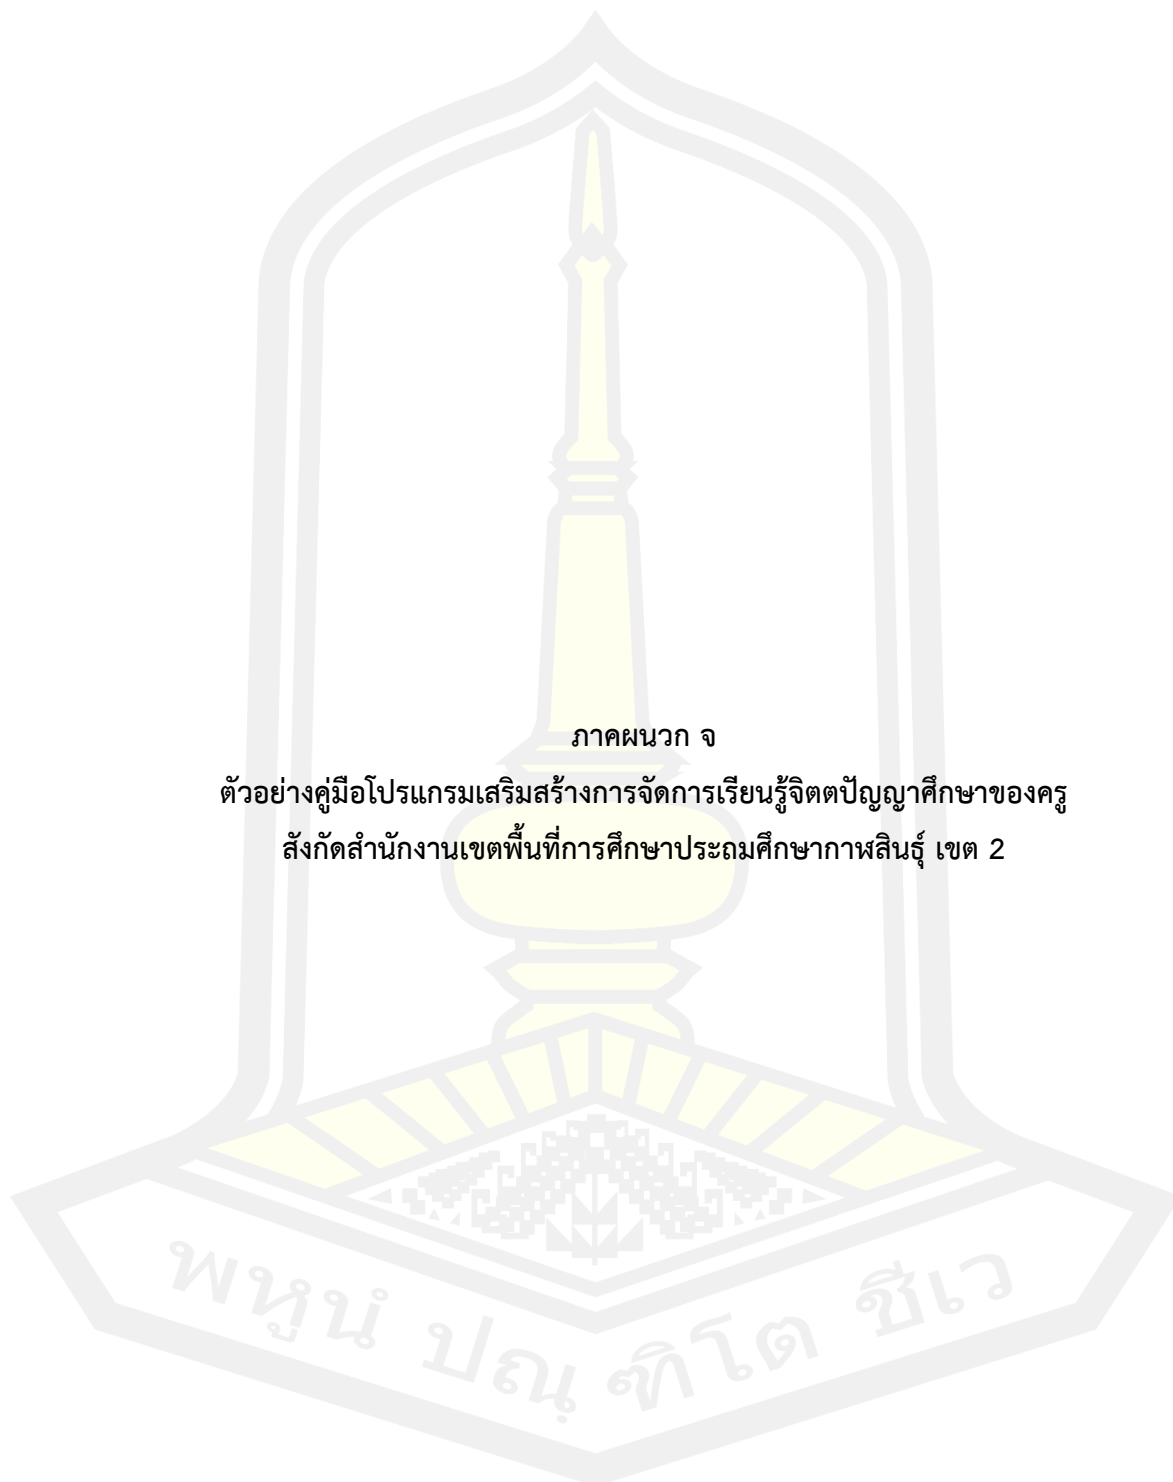 ภาคผนวก จ
ตัวอย่างคู่มือโปรแกรมเสริมสร้างการจัดการเรียนรู้จิตตปัญญาศึกษาของครู
สังกัดสำนักงานเขตพื้นที่การศึกษาประถมศึกษากาฬสินธุ์ เขต 2
พหูนํ ปณฺฑิโต ชีเว